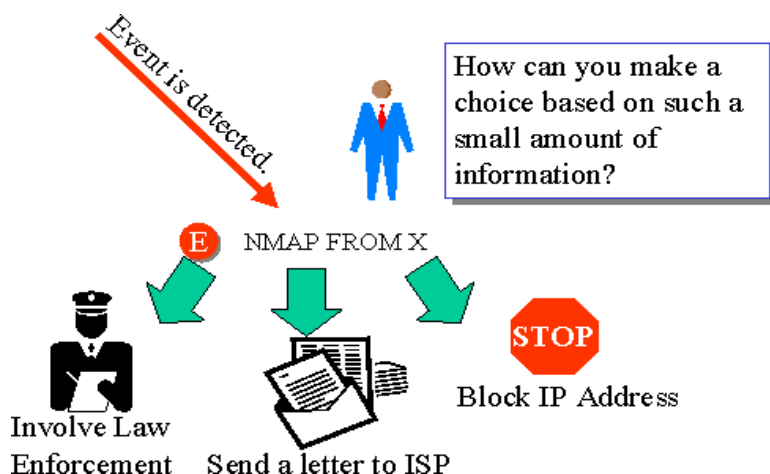 Event is detected.
How can you make a
choice based on such a
small amount of
information?
E NMAP FROM X
STOP
Block IP Address
Involve Law
Enforcement
Send a letter to ISP